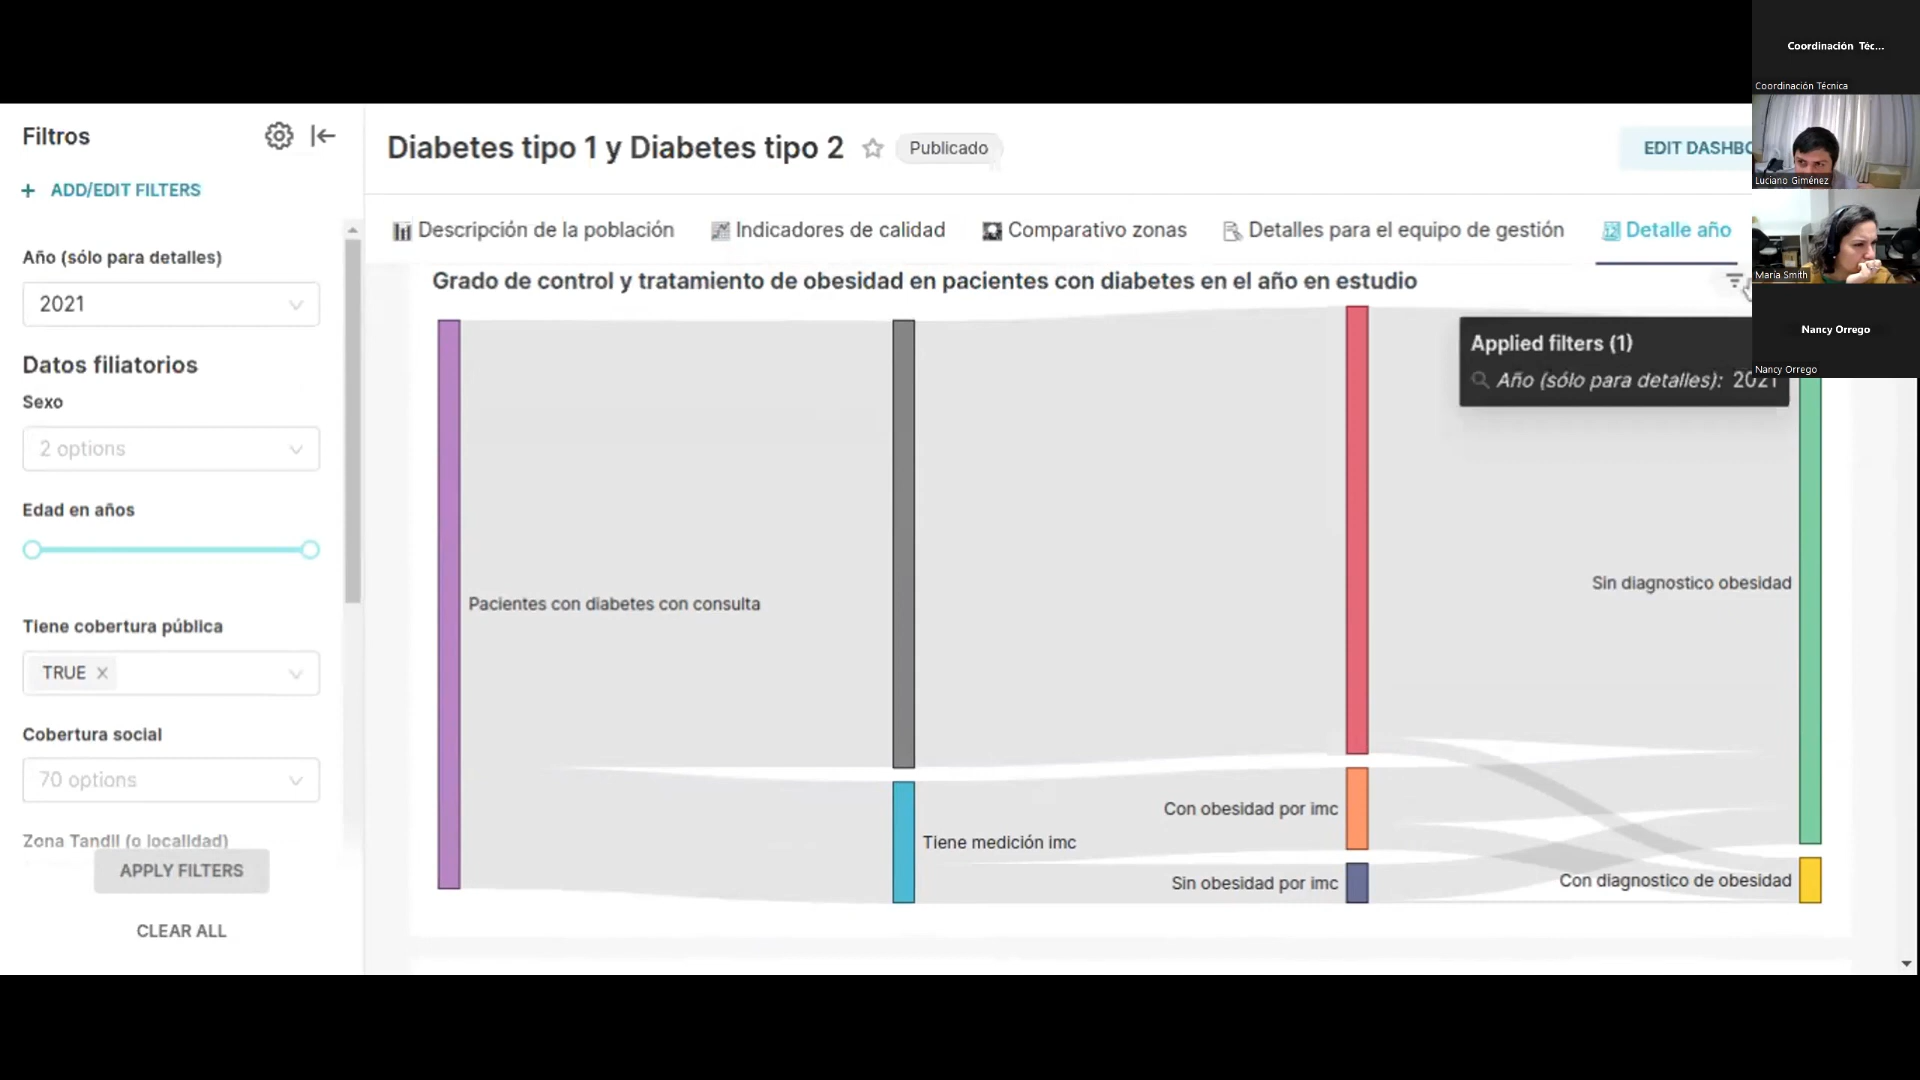 Coordinación Téc...
Coordinación Técnica
Luciano Giménez
María Smith
Nancy Orrego
Nancy Orrego
Filtros
+ ADD/EDIT FILTERS
Año (sólo para detalles)
2021
Datos filiatorios
Sexo
2 options
Edad en años
Tiene cobertura pública
TRUE ×
Cobertura social
70 options
Zona Tandil (o localidad)
APPLY FILTERS
CLEAR ALL
Diabetes tipo 1 y Diabetes tipo 2
Publicado
EDIT DASHBO
Descripción de la población
Indicadores de calidad
Comparativo zonas
Detalles para el equipo de gestión
Detalle año
Grado de control y tratamiento de obesidad en pacientes con diabetes en el año en estudio
Applied filters (1)
Año (sólo para detalles): 2021
Sin diagnostico obesidad
Pacientes con diabetes con consulta
Con obesidad por imc
Tiene medición imc
Sin obesidad por imc
Con diagnostico de obesidad